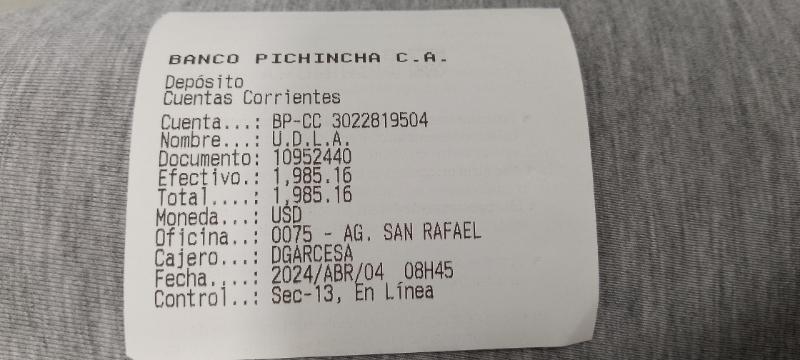 BANCO PICHINCHA C.A.
Depósito
Cuentas Corrientes
Cuenta...: BP-CC 3022819504
Nombre...: U.D.L.A.
Documento: 10952440
Efectivo.: 1,985.16
Total....: 1,985.16
Moneda...: USD
Oficina..: 0075 - AG. SAN RAFAEL
Cajero...: DGARCESA
Fecha....: 2024/ABR/04 08H45
Control..: Sec-13, En Línea